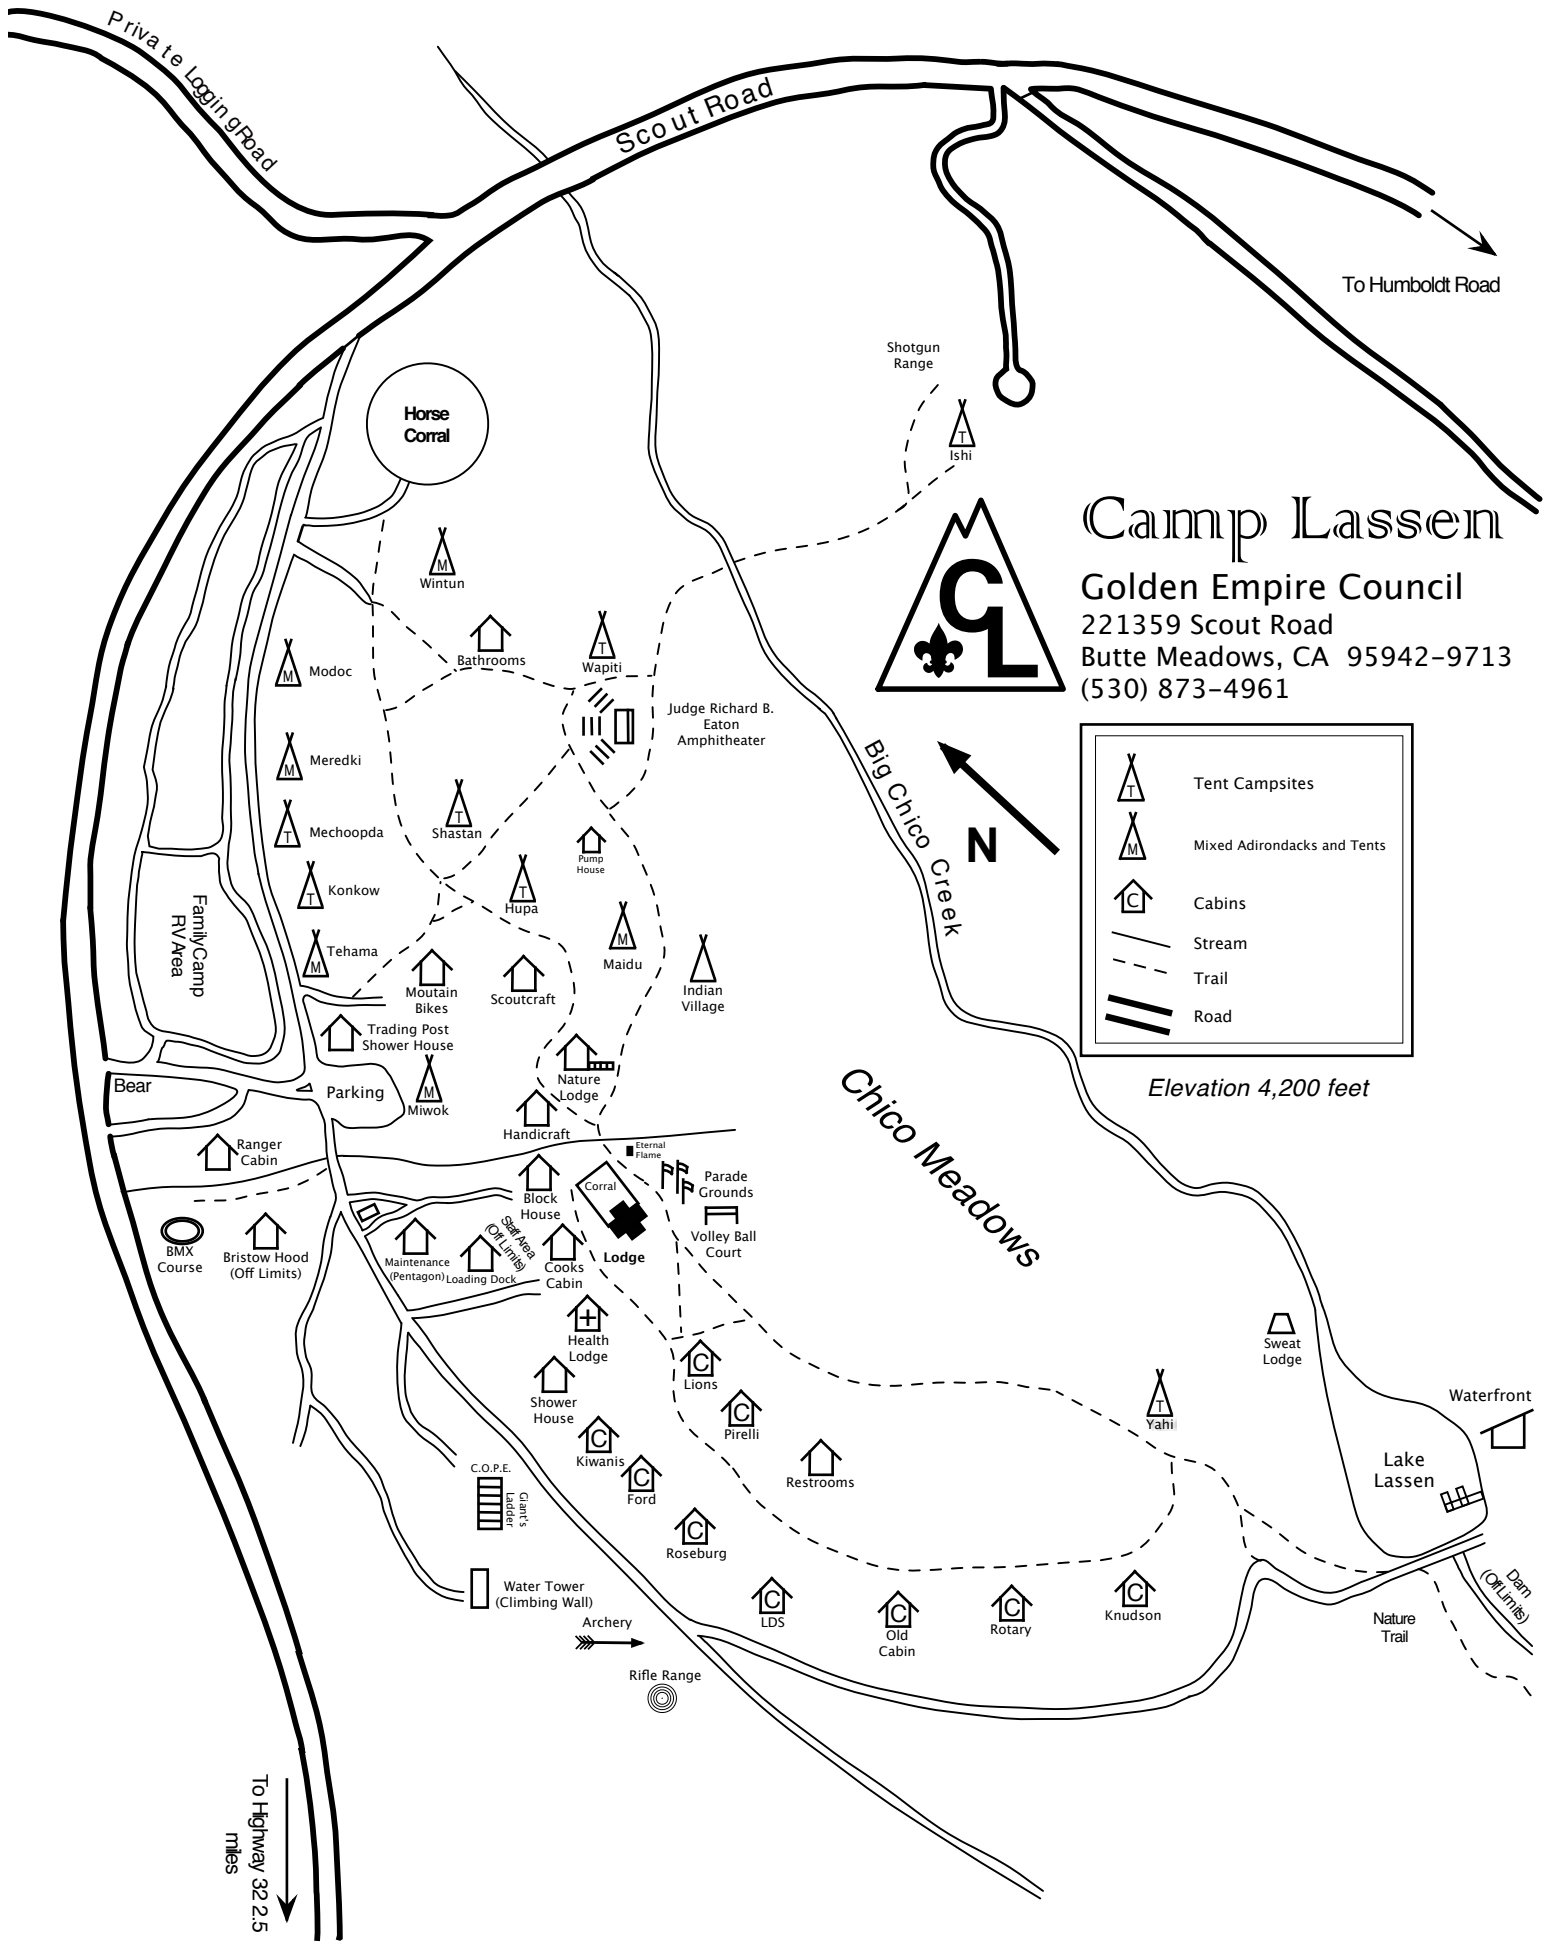 Private Logging Road
Scout Road
To Humboldt Road
Horse
Corral
Shotgun
Range
T
Ishi
M
Wintun
Camp Lassen
CL
Golden Empire Council
221359 Scout Road
Butte Meadows, CA 95942-9713
(530) 873-4961
Bathrooms
T
Wapiti
M
Modoc
Judge Richard B.
Eaton
Amphitheater
M
Meredki
T
Mechoopda
T
Shastan
Pump
House
Big Chico Creek
N
T
Tent Campsites
M
Mixed Adirondacks and Tents
C
Cabins
Stream
Trail
Road
Elevation 4,200 feet
T
Konkow
T
Hupa
Family Camp
RV Area
M
Tehama
M
Maidu
Moutain
Bikes
Scoutcraft
Indian
Village
Trading Post
Shower House
Nature
Lodge
Bear
Parking
M
Miwok
Handicraft
Chico Meadows
Ranger
Cabin
Eternal
Flame
Block
House
Corral
Parade
Grounds
BMX
Course
Bristow Hood
(Off Limits)
Maintenance
(Pentagon)
Loading Dock
Staff Area
(Off Limits)
Cooks
Cabin
Lodge
Volley Ball
Court
Health
Lodge
Sweat
Lodge
C
Lions
Shower
House
C
Pirelli
T
Yahi
Waterfront
C
Kiwanis
C
Ford
Restrooms
Lake
Lassen
C.O.P.E.
Giant's
Ladder
C
Roseburg
Water Tower
(Climbing Wall)
C
LDS
C
Old
Cabin
C
Rotary
C
Knudson
Dam
(Off Limits)
Nature
Trail
Archery
Rifle Range
To Highway 32 2.5
miles